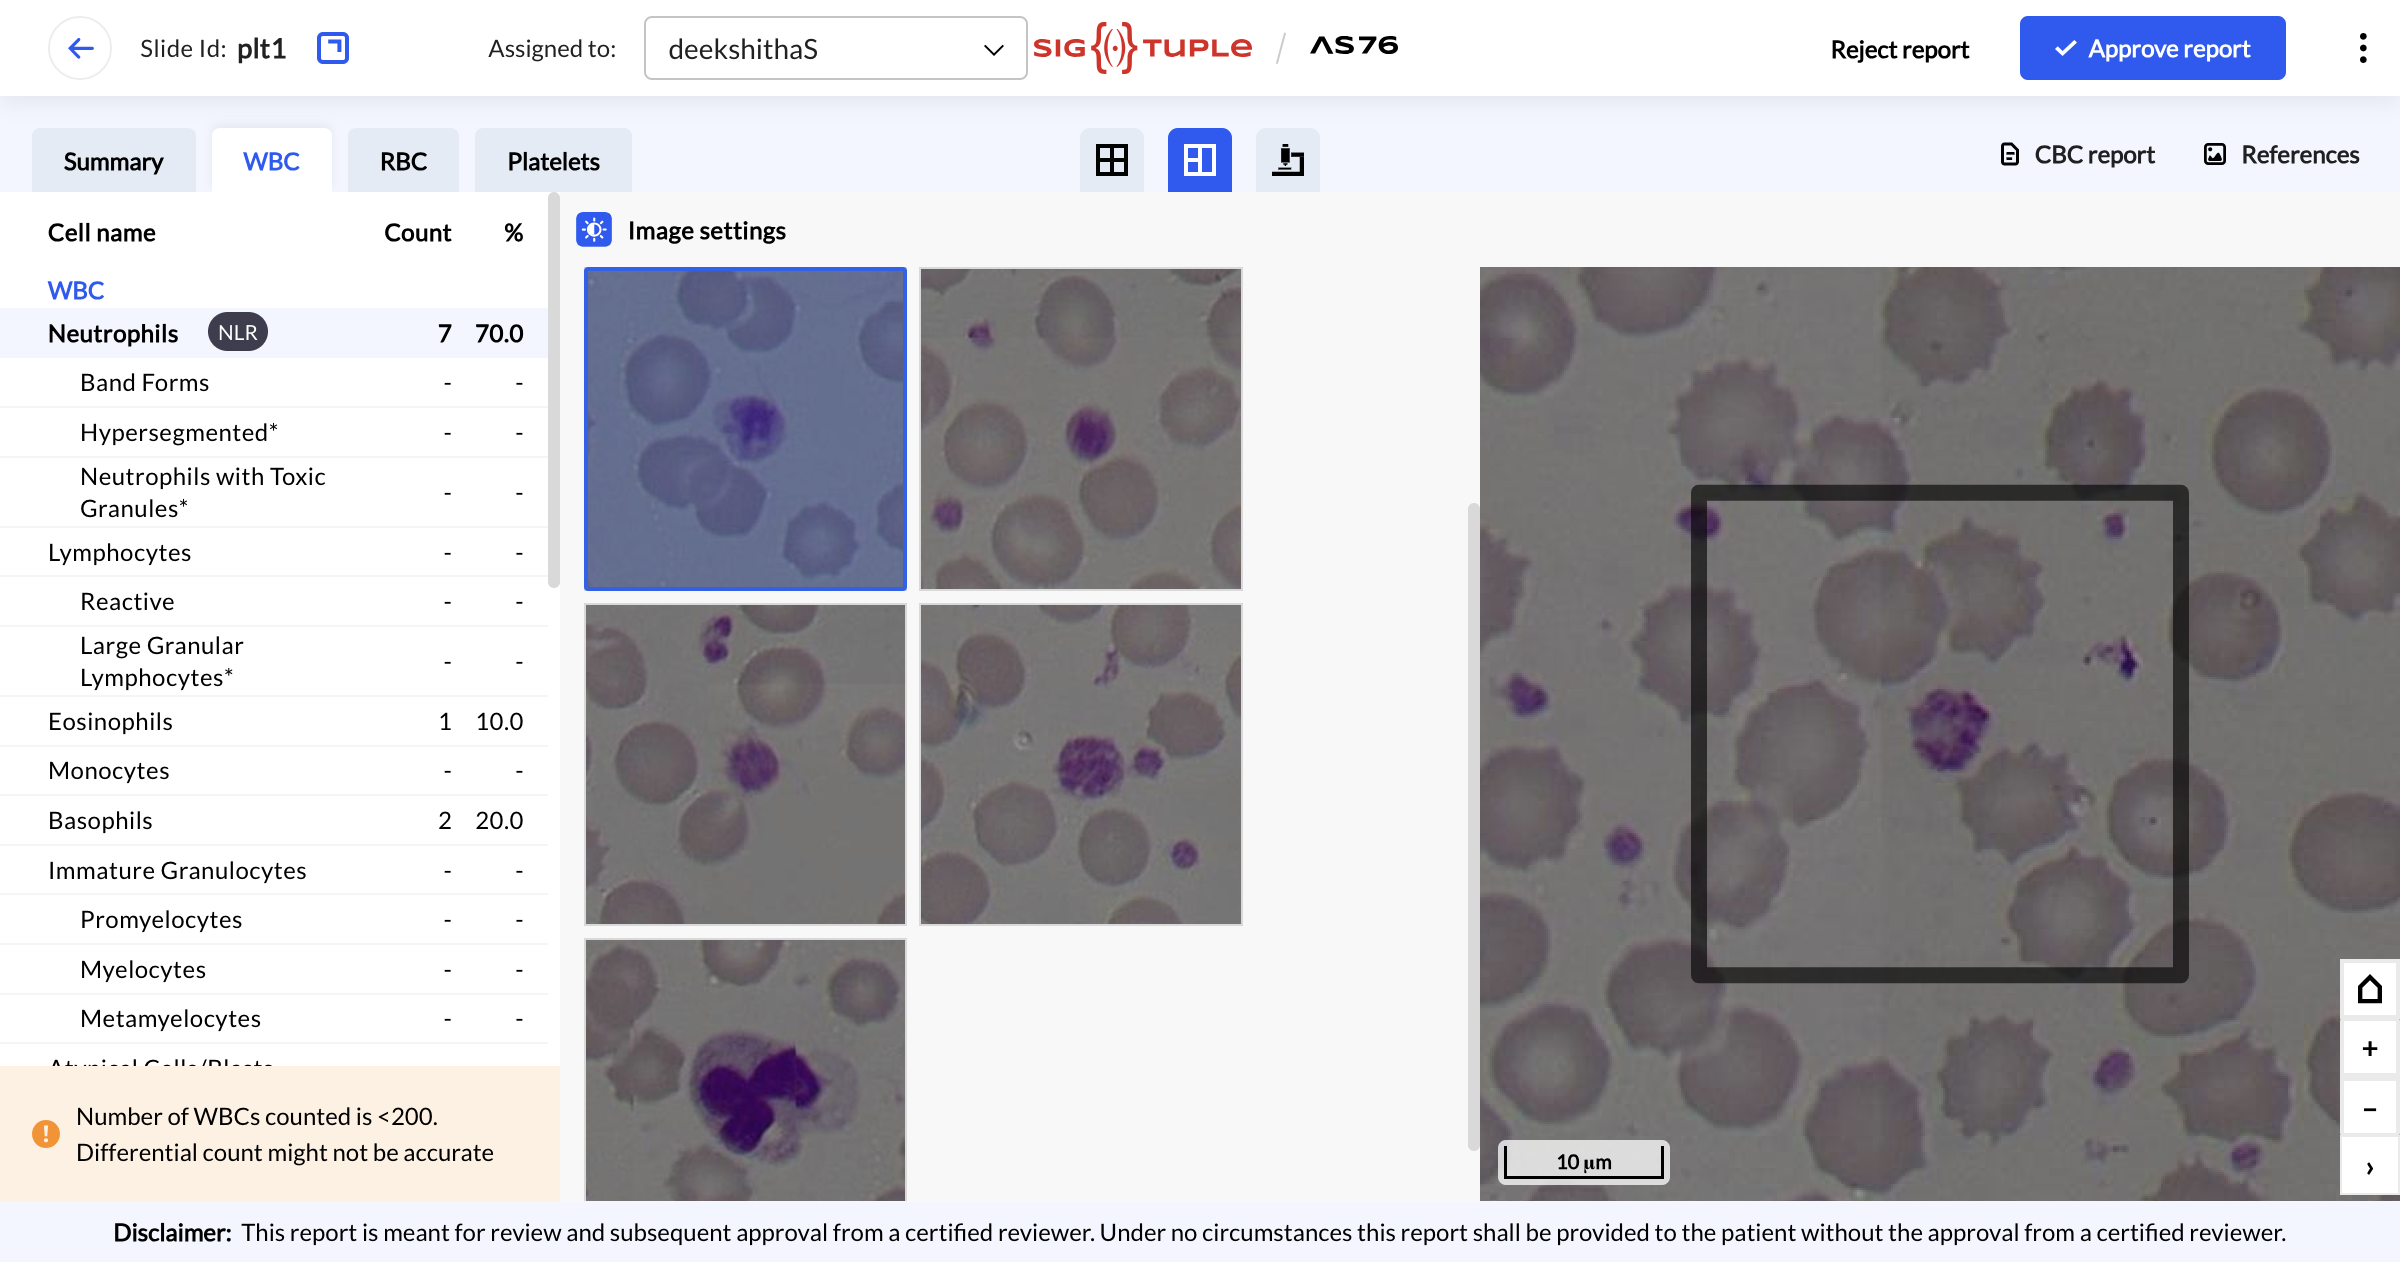 Slide Id: plt1
Assigned to: deekshithaS
SIG TUPLE / AS76
Reject report
Approve report
Summary WBC RBC Platelets
CBC report References
Cell name Count %
Image settings
WBC
Neutrophils NLR 7 70.0
Band Forms - -
Hypersegmented* - -
Neutrophils with Toxic
Granules* - -
Lymphocytes - -
Reactive - -
Large Granular
Lymphocytes* - -
Eosinophils 1 10.0
Monocytes - -
Basophils 2 20.0
Immature Granulocytes - -
Promyelocytes - -
Myelocytes - -
Metamyelocytes - -
Atypical Cells/Blasts
Number of WBCs counted is <200.
Differential count might not be accurate
10 µm
Disclaimer: This report is meant for review and subsequent approval from a certified reviewer. Under no circumstances this report shall be provided to the patient without the approval from a certified reviewer.